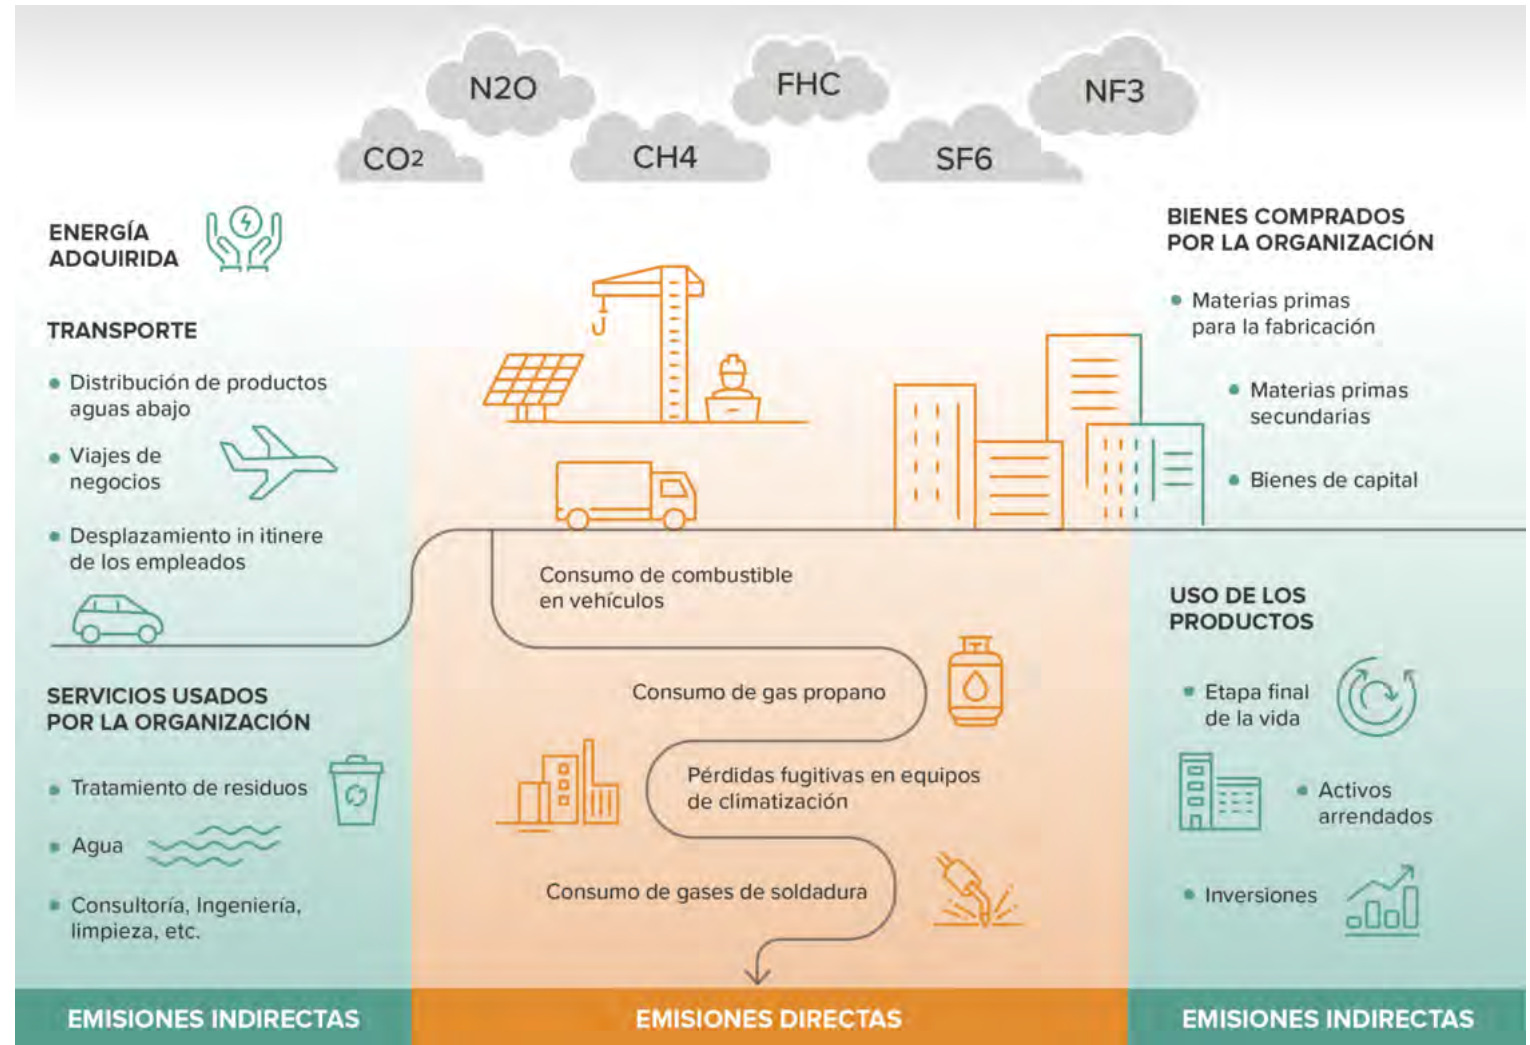 N2O
FHC
NF3
CO2
CH4
SF6
ENERGÍA
ADQUIRIDA
TRANSPORTE
Distribución de productos
aguas abajo
Viajes de
negocios
Desplazamiento in itinere
de los empleados
SERVICIOS USADOS
POR LA ORGANIZACIÓN
Tratamiento de residuos
Agua
Consultoría, Ingeniería,
limpieza, etc.
EMISIONES INDIRECTAS
Consumo de combustible
en vehículos
Consumo de gas propano
Pérdidas fugitivas en equipos
de climatización
Consumo de gases de soldadura
EMISIONES DIRECTAS
BIENES COMPRADOS
POR LA ORGANIZACIÓN
Materias primas
para la fabricación
Materias primas
secundarias
Bienes de capital
USO DE LOS
PRODUCTOS
Etapa final
de la vida
Activos
arrendados
Inversiones
EMISIONES INDIRECTAS